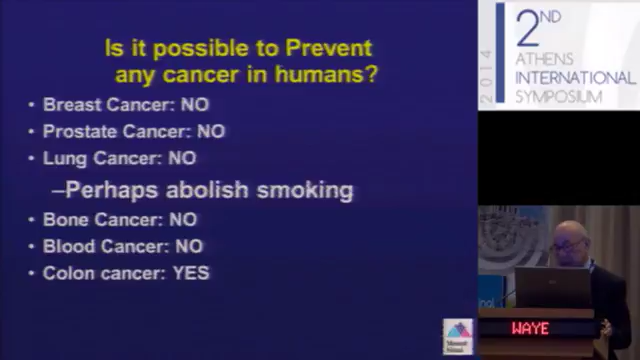 Is it possible to Prevent
any cancer in humans?
• Breast Cancer: NO
• Prostate Cancer: NO
• Lung Cancer: NO
–Perhaps abolish smoking
• Bone Cancer: NO
• Blood Cancer: NO
• Colon cancer: YES
2014
2ND
ATHENS
INTERNATIONAL
SYMPOSIUM
WAYE